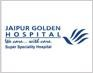 JAIPUR GOLDEN
HOSPITAL
We care... with care
Super Speciality Hospital